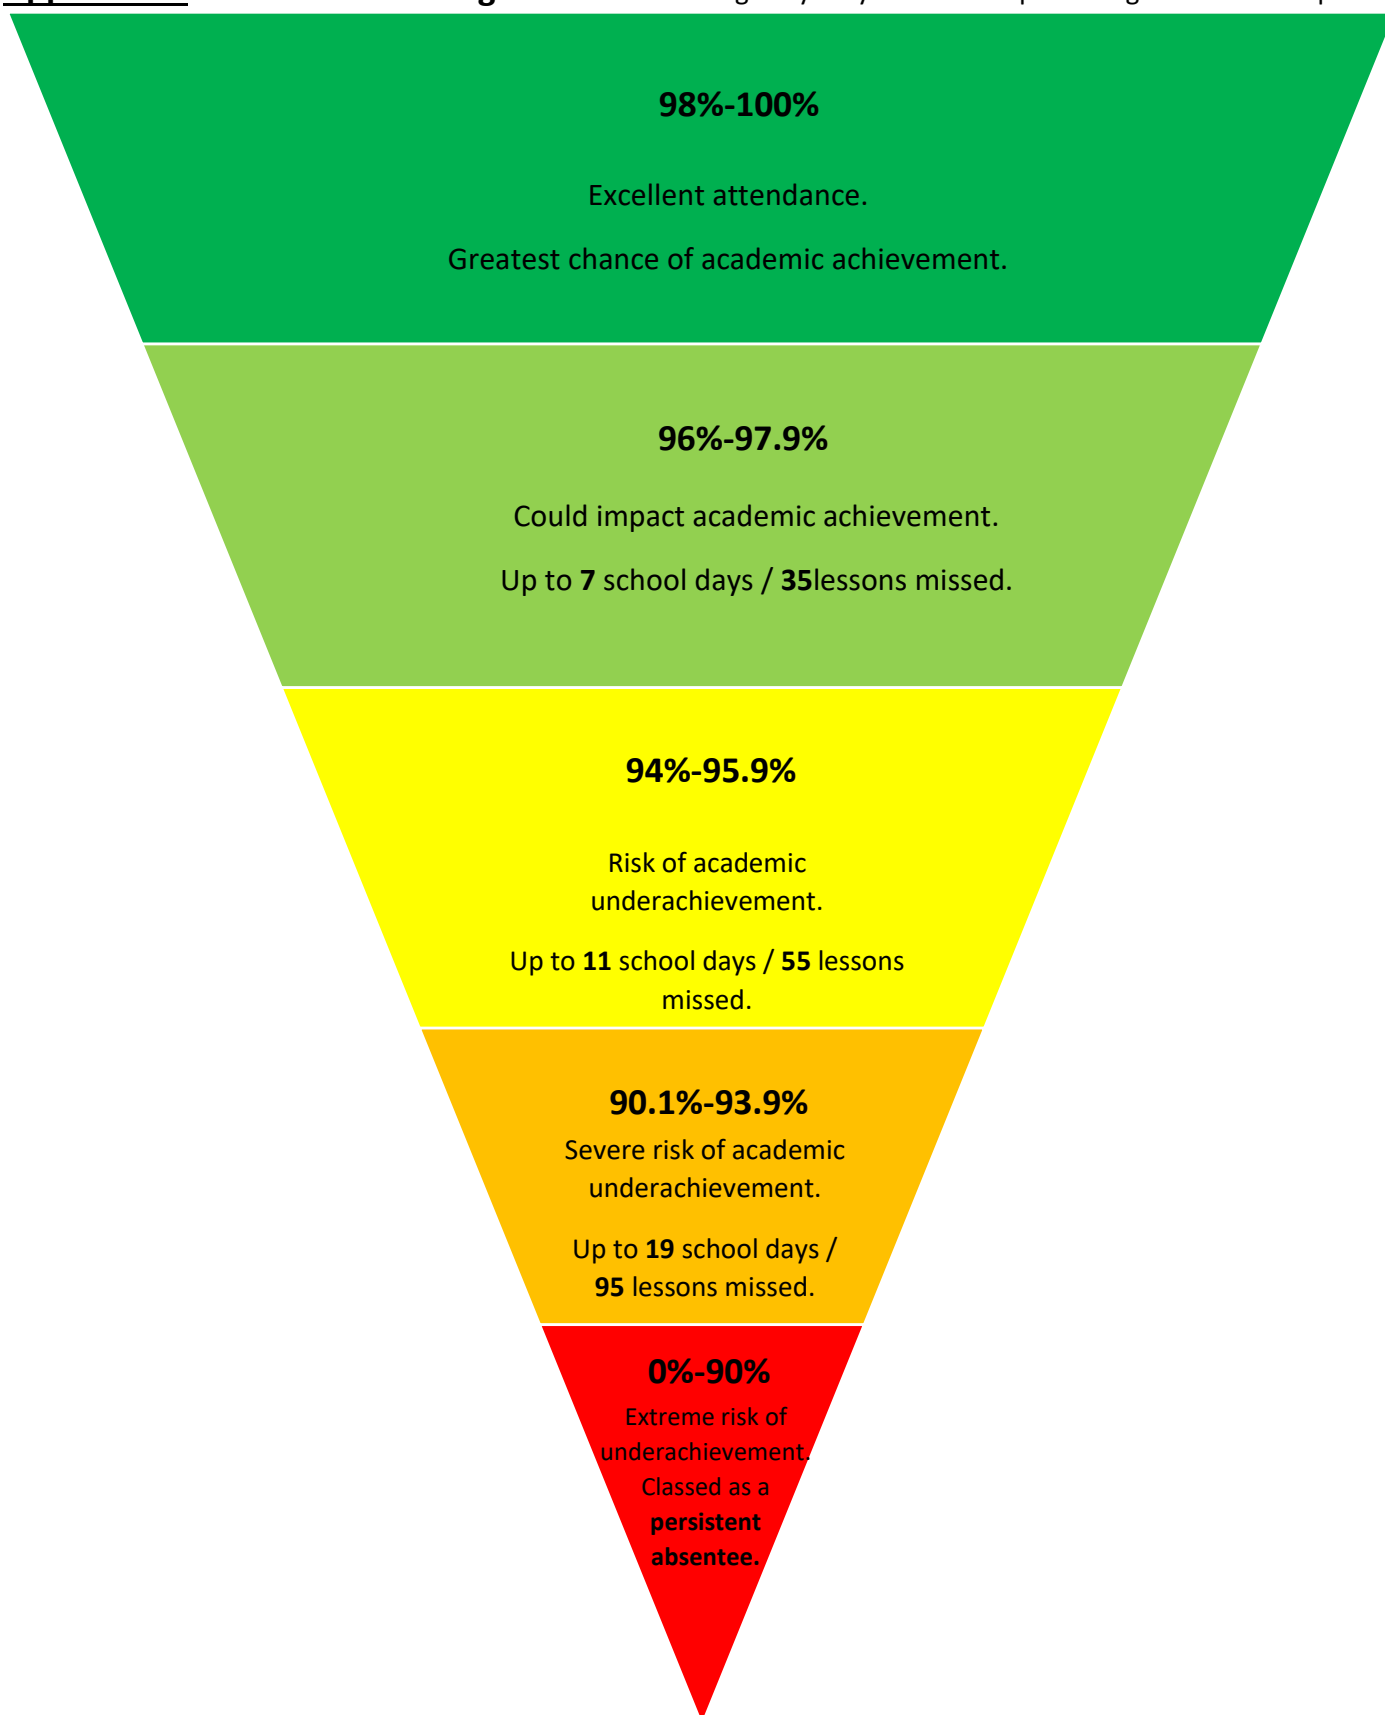 98%-100%
Excellent attendance.
Greatest chance of academic achievement.
96%-97.9%
Could impact academic achievement.
Up to 7 school days / 35lessons missed.
94%-95.9%
Risk of academic
underachievement.
Up to 11 school days / 55 lessons
missed.
90.1%-93.9%
Severe risk of academic
underachievement.
Up to 19 school days /
95 lessons missed.
0%-90%
Extreme risk of
underachievement.
Classed as a
persistent
absentee.